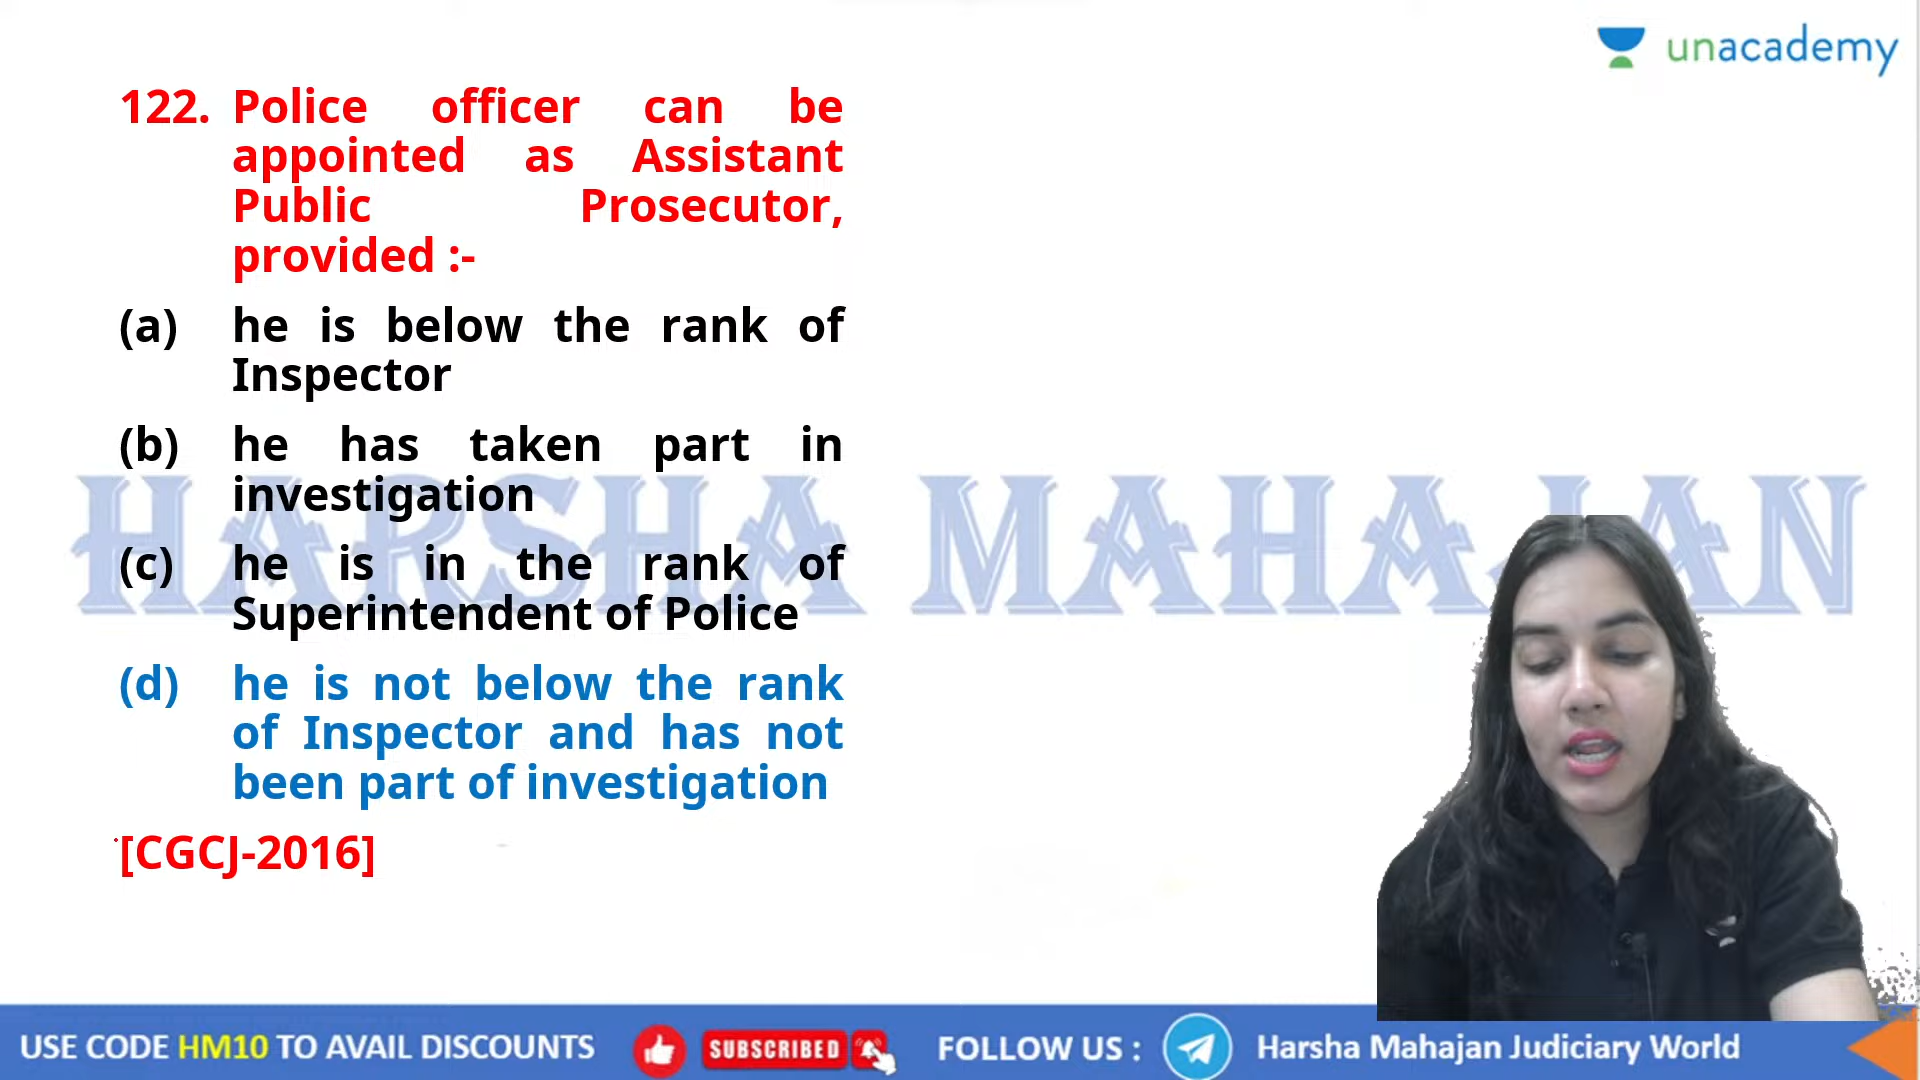 unacademy
122. Police officer can be
appointed as Assistant
Public Prosecutor,
provided :-
(a) he is below the rank of
Inspector
(b) he has taken part in
investigation
HARSHA MAHAJAN
(c) he is in the rank of
Superintendent of Police
(d) he is not below the rank
of Inspector and has not
been part of investigation
[CGCJ-2016]
USE CODE HM10 TO AVAIL DISCOUNTS SUBSCRIBED FOLLOW US : Harsha Mahajan Judiciary World